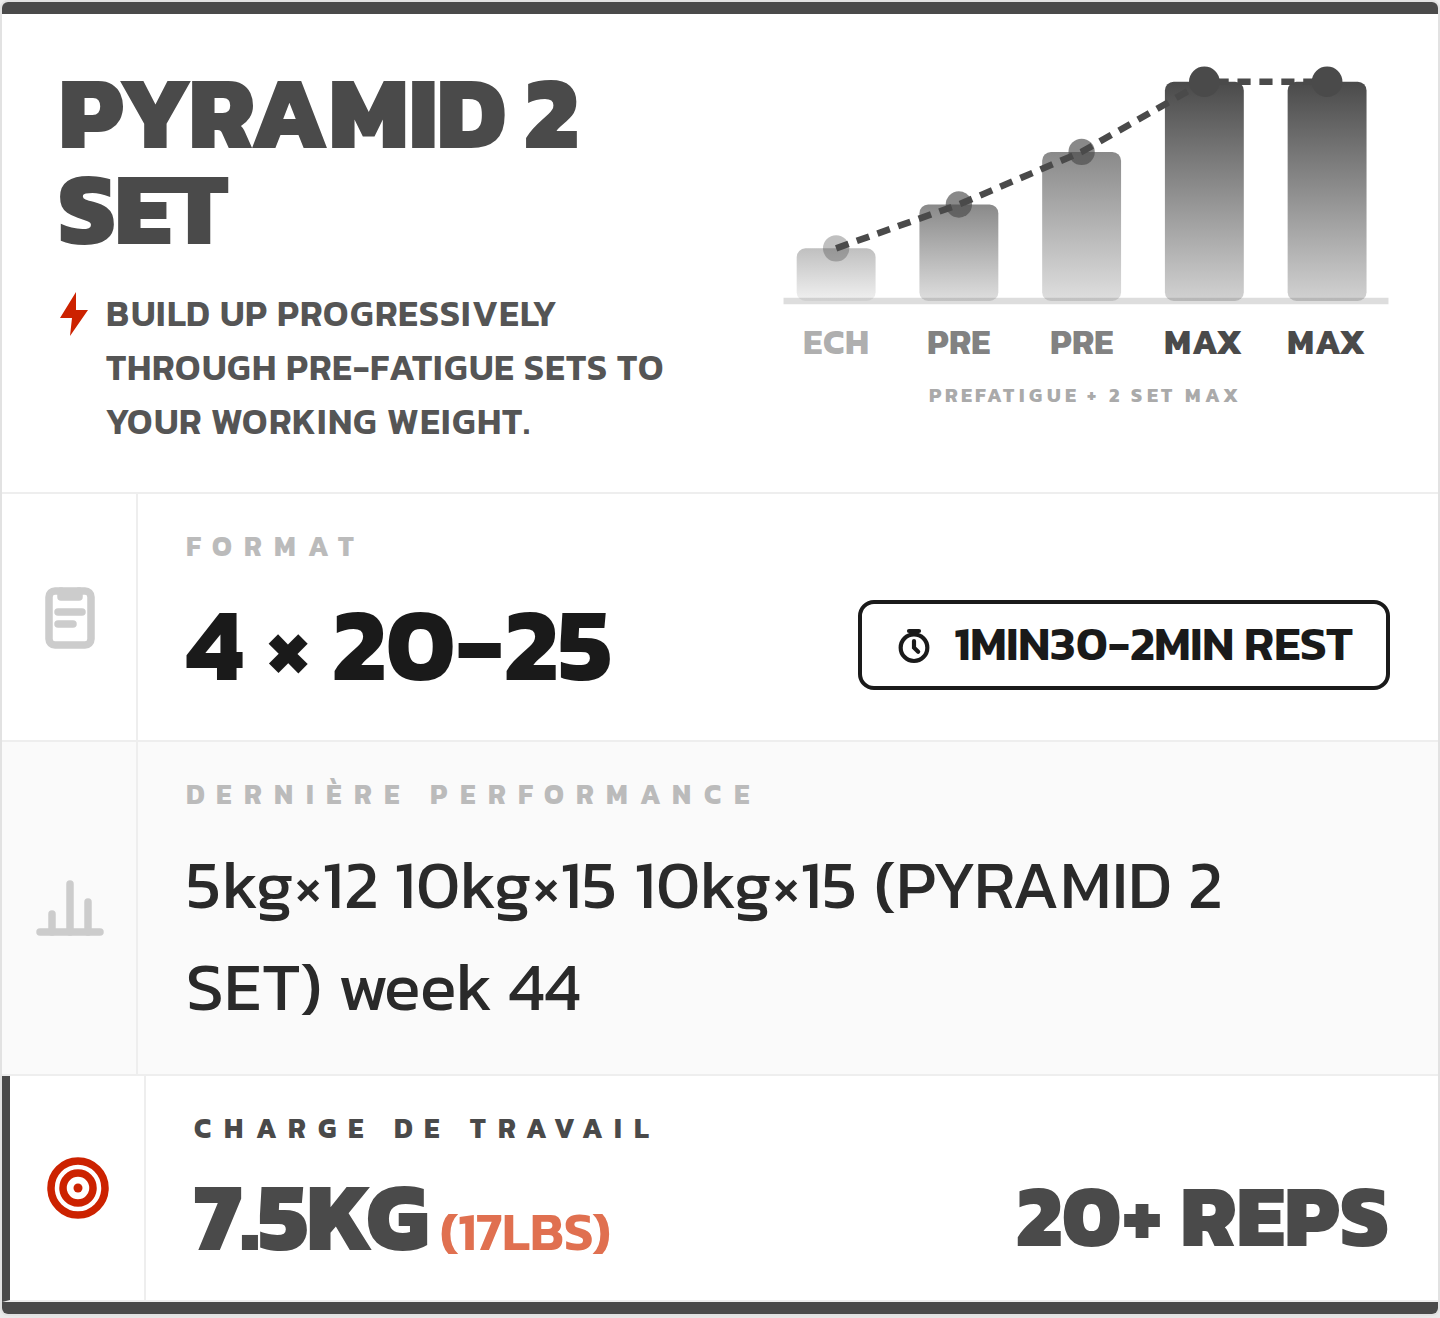 PYRAMID 2
SET
BUILD UP PROGRESSIVELY
THROUGH PRE-FATIGUE SETS TO
YOUR WORKING WEIGHT.
ECH PRE PRE MAX MAX
PREFATIGUE + 2 SET MAX
FORMAT
4 × 20-25
1MIN30-2MIN REST
DERNIÈRE PERFORMANCE
5kg×12 10kg×15 10kg×15 (PYRAMID 2
SET) week 44
CHARGE DE TRAVAIL
7.5KG (17LBS)
20+ REPS